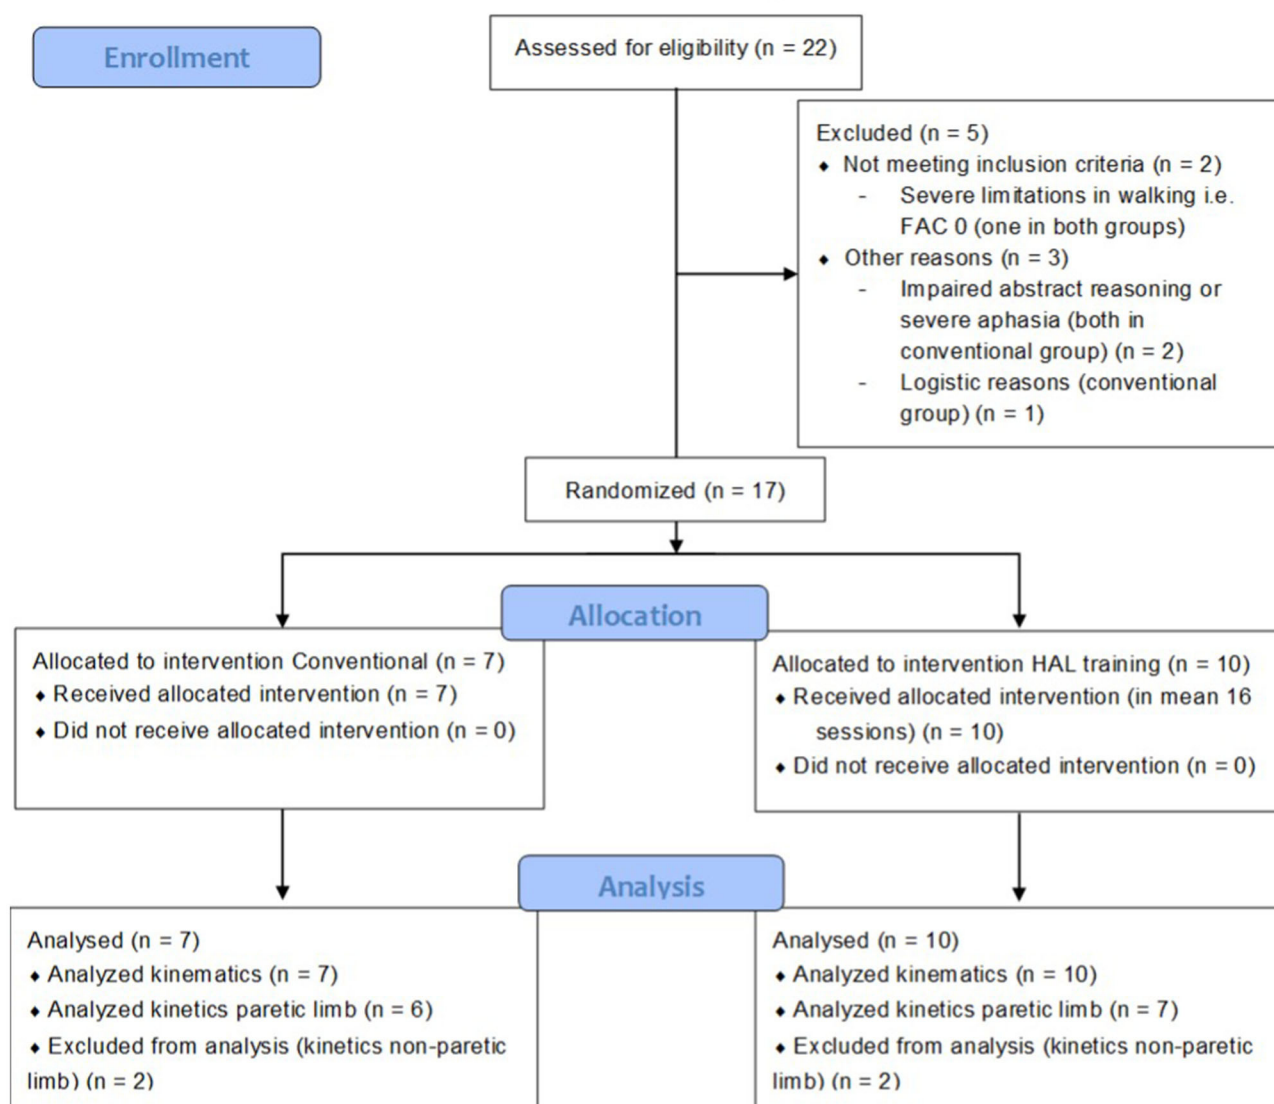 Enrollment
Assessed for eligibility (n = 22)
Excluded (n = 5)
♦ Not meeting inclusion criteria (n = 2)
- Severe limitations in walking i.e.
FAC 0 (one in both groups)
♦ Other reasons (n = 3)
- Impaired abstract reasoning or
severe aphasia (both in
conventional group) (n = 2)
- Logistic reasons (conventional
group) (n = 1)
Randomized (n = 17)
Allocation
Allocated to intervention Conventional (n = 7)
♦ Received allocated intervention (n = 7)
♦ Did not receive allocated intervention (n = 0)
Allocated to intervention HAL training (n = 10)
♦ Received allocated intervention (in mean 16
sessions) (n = 10)
♦ Did not receive allocated intervention (n = 0)
Analysis
Analysed (n = 7)
♦ Analyzed kinematics (n = 7)
♦ Analyzed kinetics paretic limb (n = 6)
♦ Excluded from analysis (kinetics non-paretic
limb) (n = 2)
Analysed (n = 10)
♦ Analyzed kinematics (n = 10)
♦ Analyzed kinetics paretic limb (n = 7)
♦ Excluded from analysis (kinetics non-paretic
limb) (n = 2)